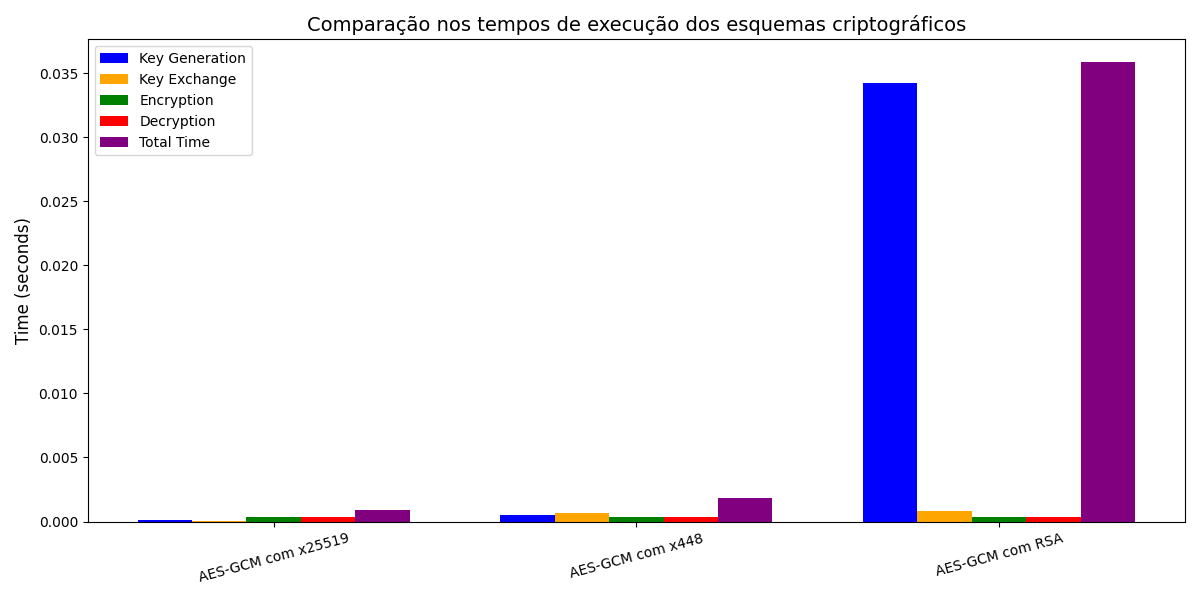 Comparação nos tempos de execução dos esquemas criptográficos
Key Generation
Key Exchange
Encryption
Decryption
Total Time
Time (seconds)
0.035
0.030
0.025
0.020
0.015
0.010
0.005
0.000
AES-GCM com x25519
AES-GCM com x448
AES-GCM com RSA